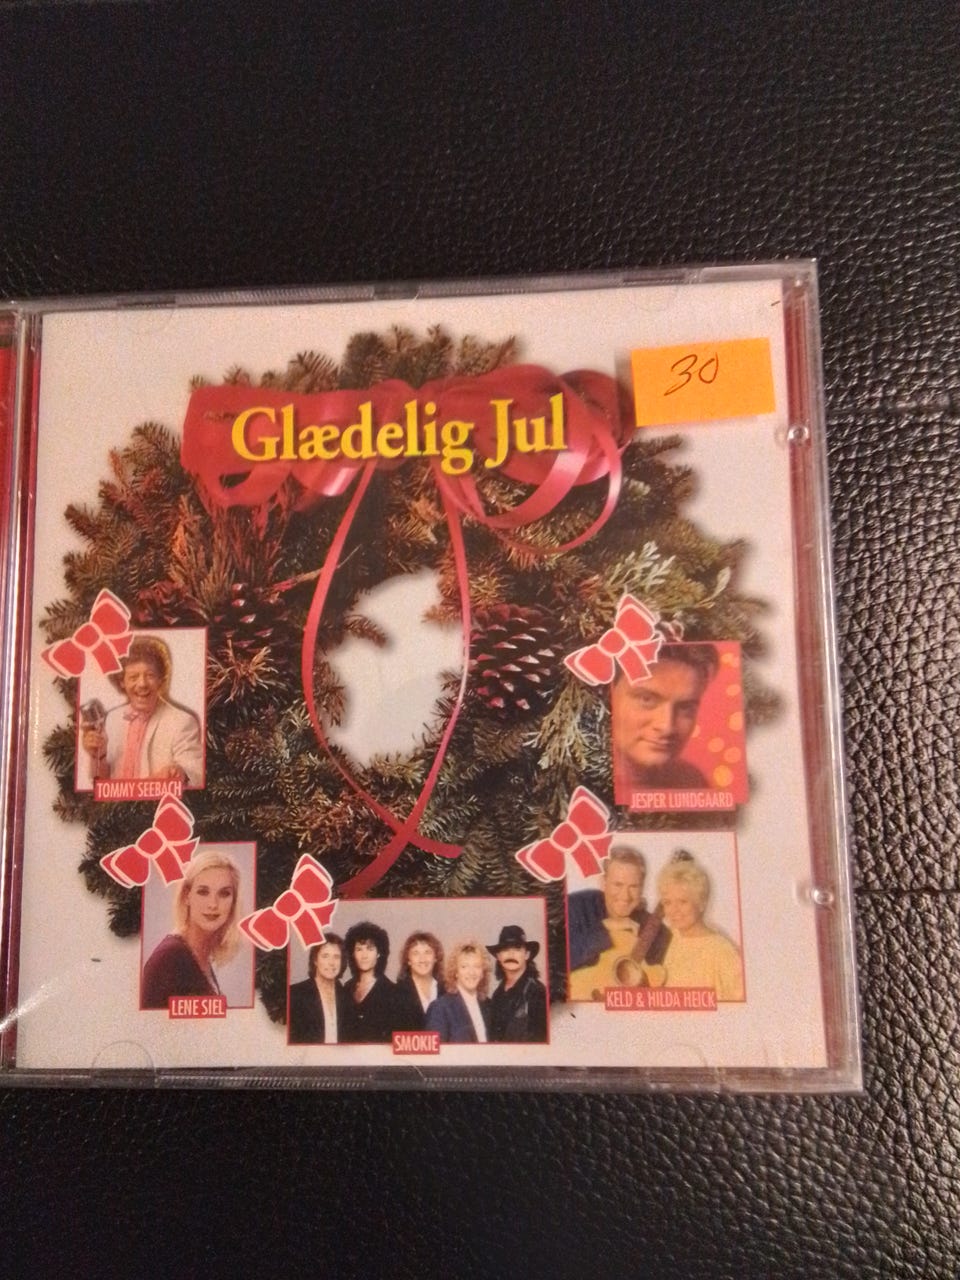 30
Glædelig Jul
TOMMY SEEBACH
JESPER LUNDGAARD
LENE SIEL
KELD & HILDA HEICK
SMOKIE